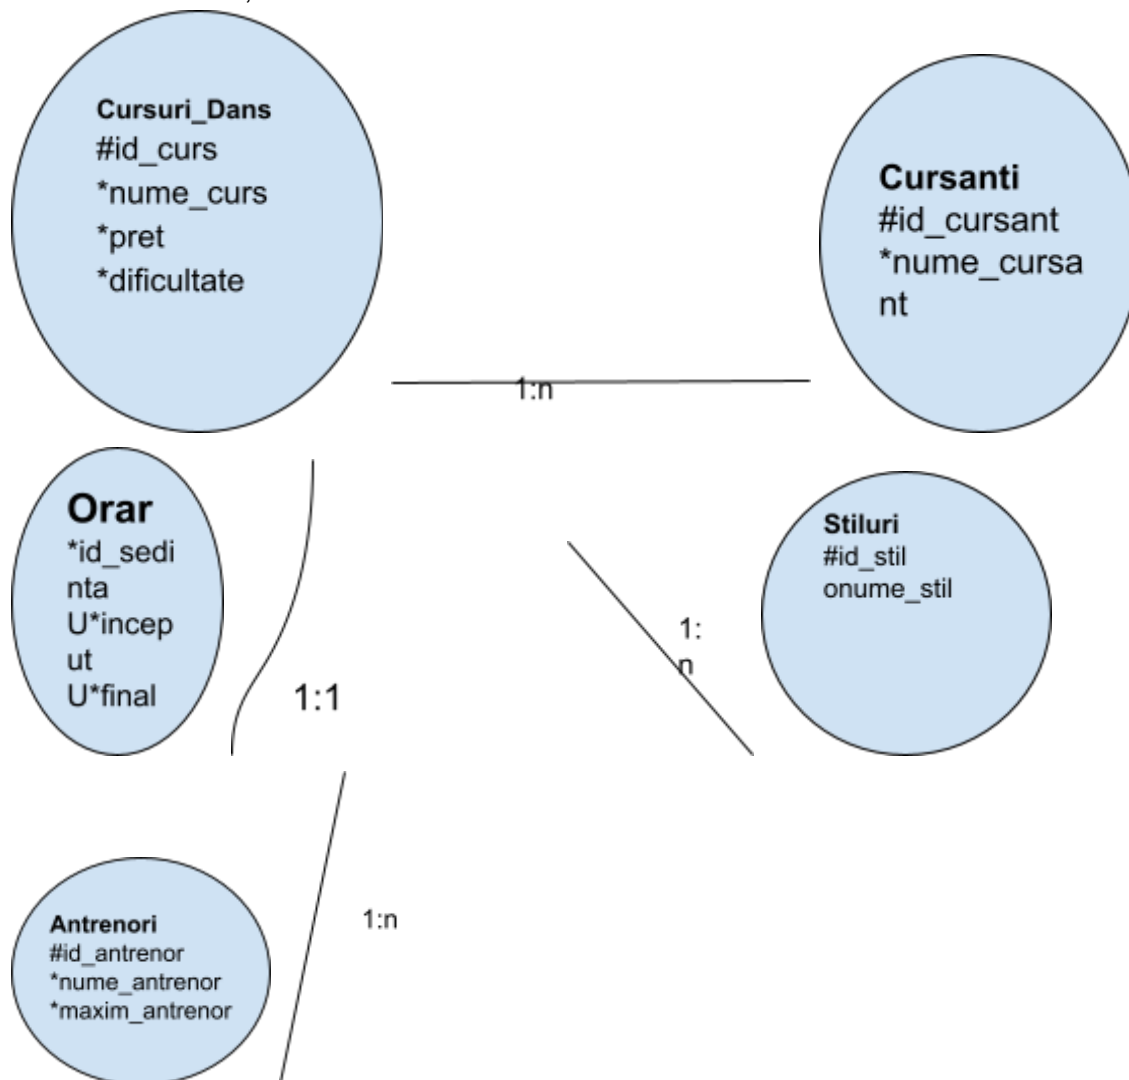 Cursuri_Dans
#id_curs
*nume_curs
*pret
*dificultate
Cursanti
#id_cursant
*nume_cursa
nt
1:n
Orar
*id_sedi
nta
U*incep
ut
U*final
1:1
Stiluri
#id_stil
onume_stil
1:
n
Antrenori
#id_antrenor
*nume_antrenor
*maxim_antrenor
1:n